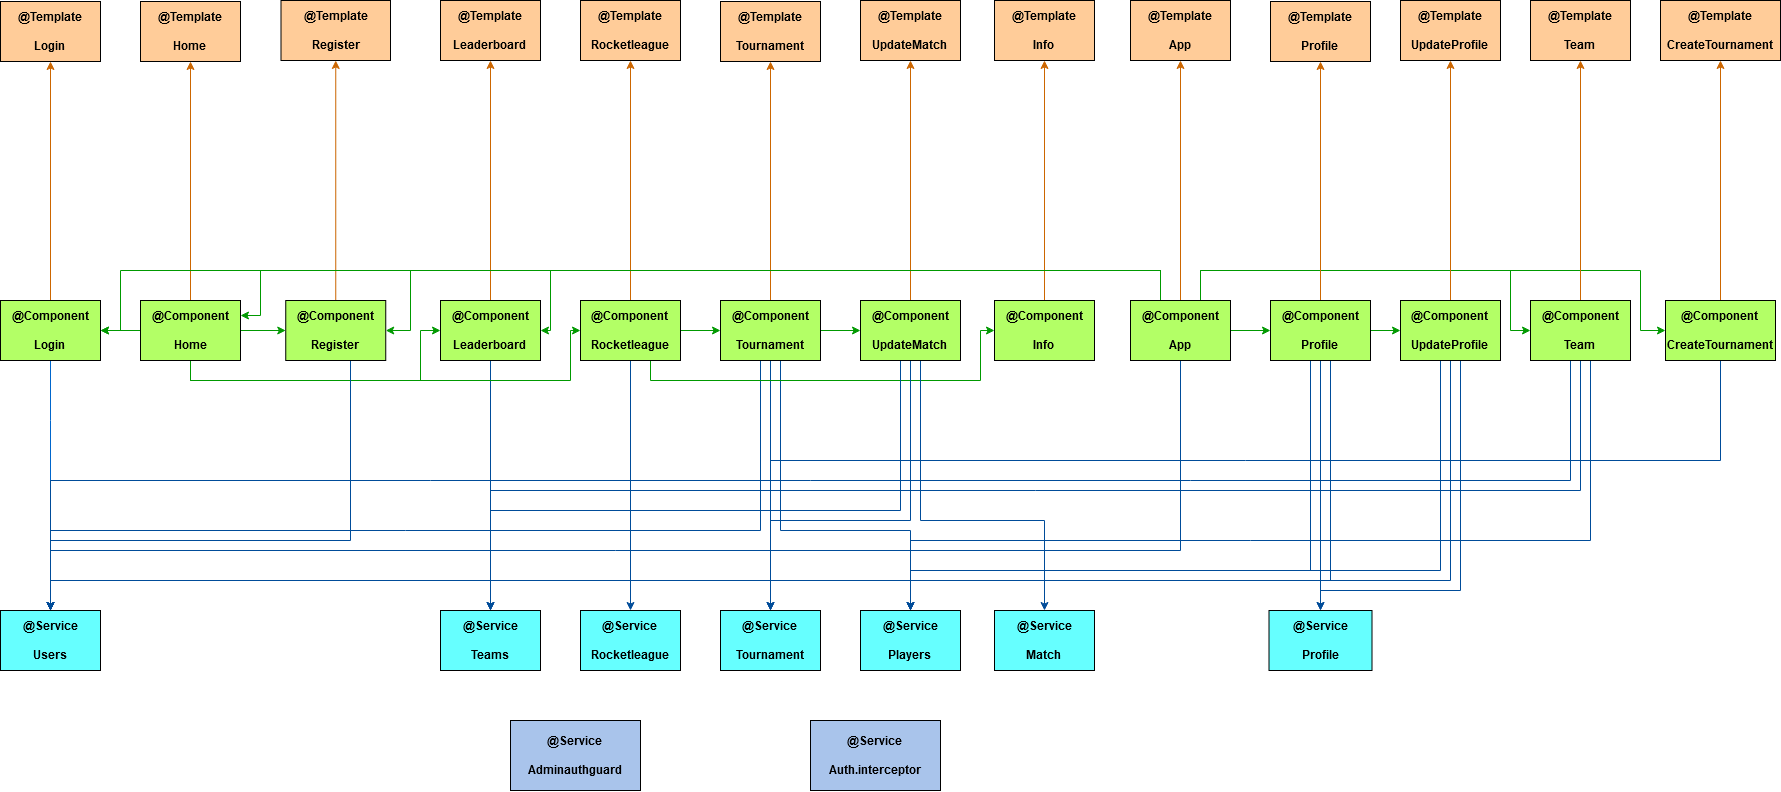 @Template
Login
@Template
Home
@Template
Register
@Template
Leaderboard
@Template
Rocketleague
@Template
Tournament
@Template
UpdateMatch
@Template
Info
@Template
App
@Template
Profile
@Template
UpdateProfile
@Template
Team
@Template
CreateTournament
@Component
Login
@Component
Home
@Component
Register
@Component
Leaderboard
@Component
Rocketleague
@Component
Tournament
@Component
UpdateMatch
@Component
Info
@Component
App
@Component
Profile
@Component
UpdateProfile
@Component
Team
@Component
CreateTournament
@Service
Users
@Service
Teams
@Service
Rocketleague
@Service
Tournament
@Service
Players
@Service
Match
@Service
Profile
@Service
Adminauthguard
@Service
Auth.interceptor